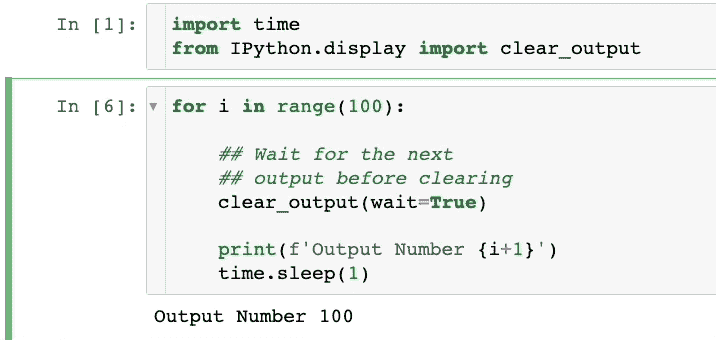 In [1]: import time
from IPython.display import clear_output
In [6]: for i in range(100):
## Wait for the next
## output before clearing
clear_output(wait=True)
print(f'Output Number {i+1}')
time.sleep(1)
Output Number 100